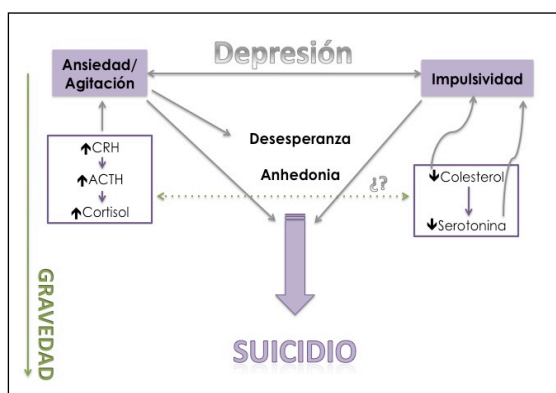 Depresión
Ansiedad/
Agitación
Impulsividad
Desesperanza
Anhedonia
↑CRH
↑ACTH
↑Cortisol
¿?
↓Colesterol
↓Serotonina
GRAVEDAD
SUICIDIO